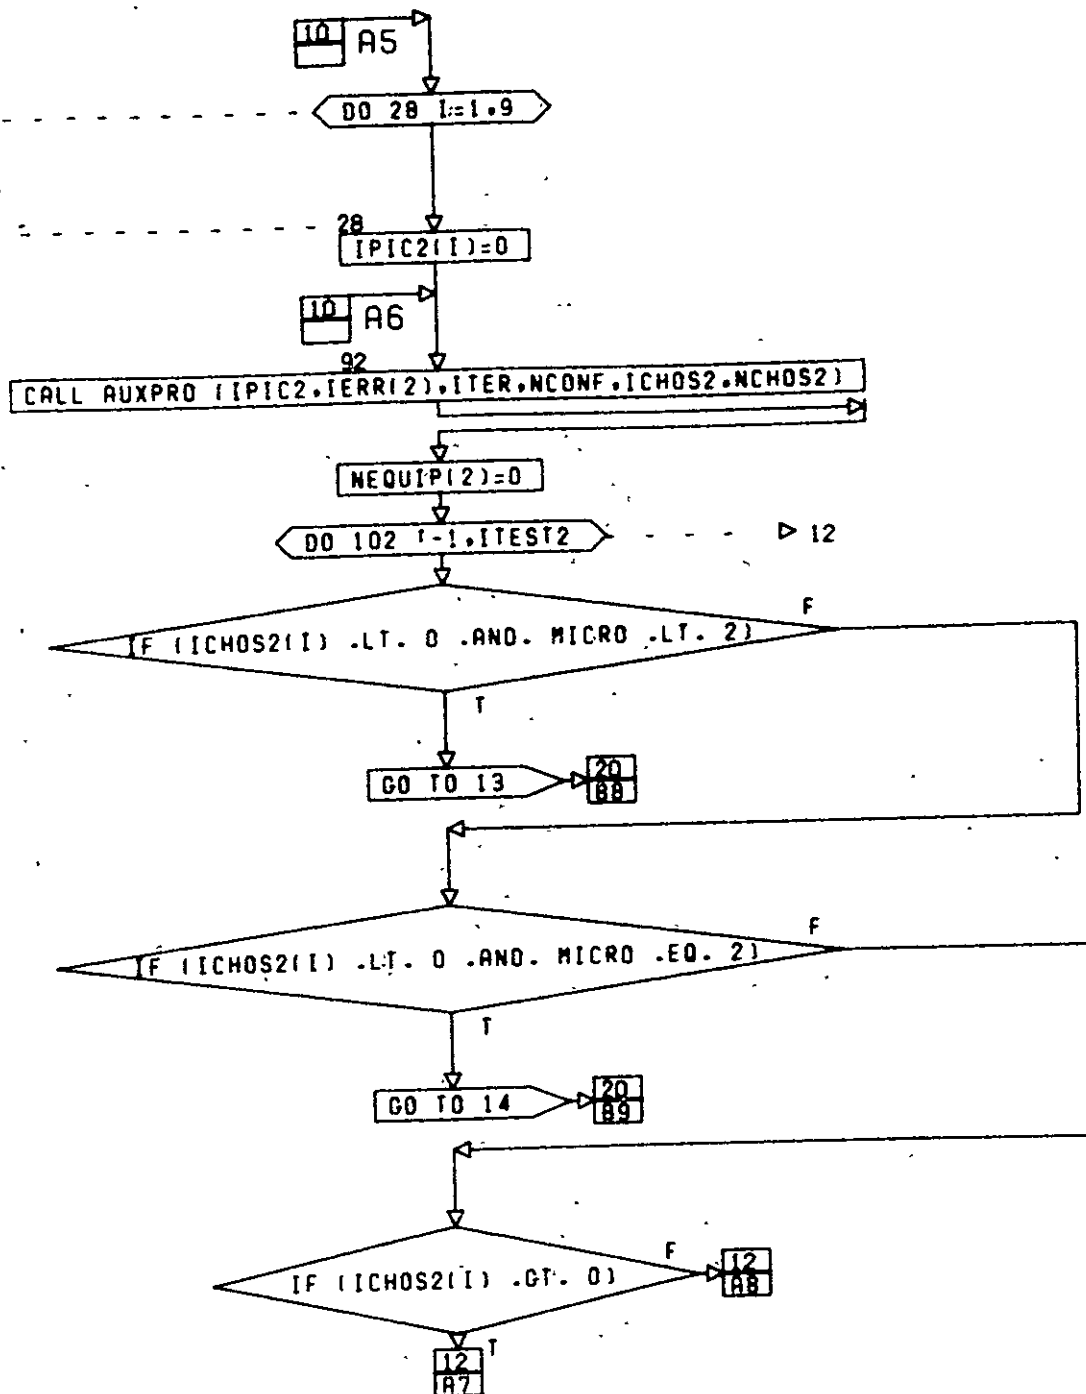 10 A5
DO 28 I=1,9
28
IPIC2(I)=0
10 A6
92
CALL AUXPRO (IPIC2,IERR(2),ITER,NCONF,ICHOS2,NCHOS2)
NEQUIP(2)=0
DO 102 I=1,ITEST2 12
F
IF (ICHOS2(I) .LT. 0 .AND. MICRO .LT. 2)
T
GO TO 13
20
B8
F
IF (ICHOS2(I) .LT. 0 .AND. MICRO .EQ. 2)
T
GO TO 14
20
B9
F
IF (ICHOS2(I) .GT. 0)
12
A8
T
12
A7